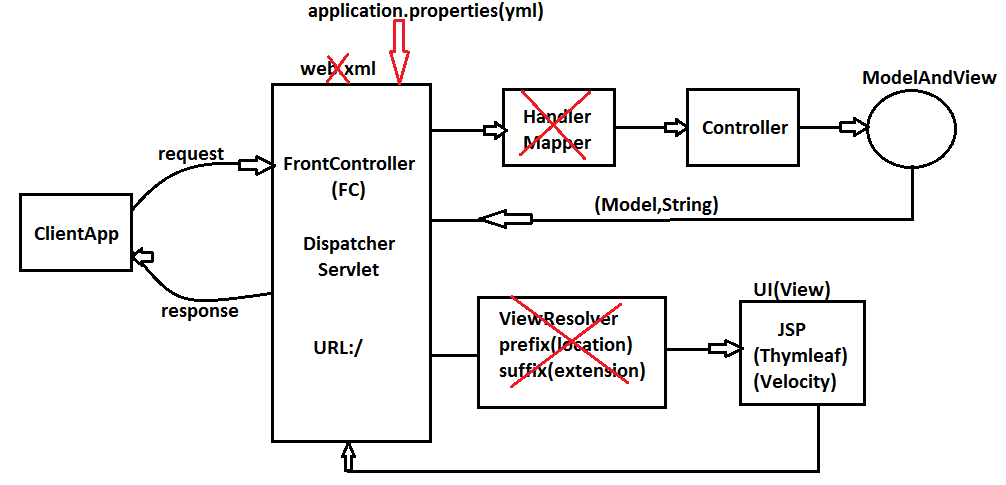 application.properties(yml)
web.xml
ModelAndView
Handler
Mapper
Controller
request
FrontController
(FC)
(Model,String)
ClientApp
Dispatcher
Servlet
UI(View)
response
ViewResolver
prefix(location)
suffix(extension)
JSP
(Thymleaf)
(Velocity)
URL:/